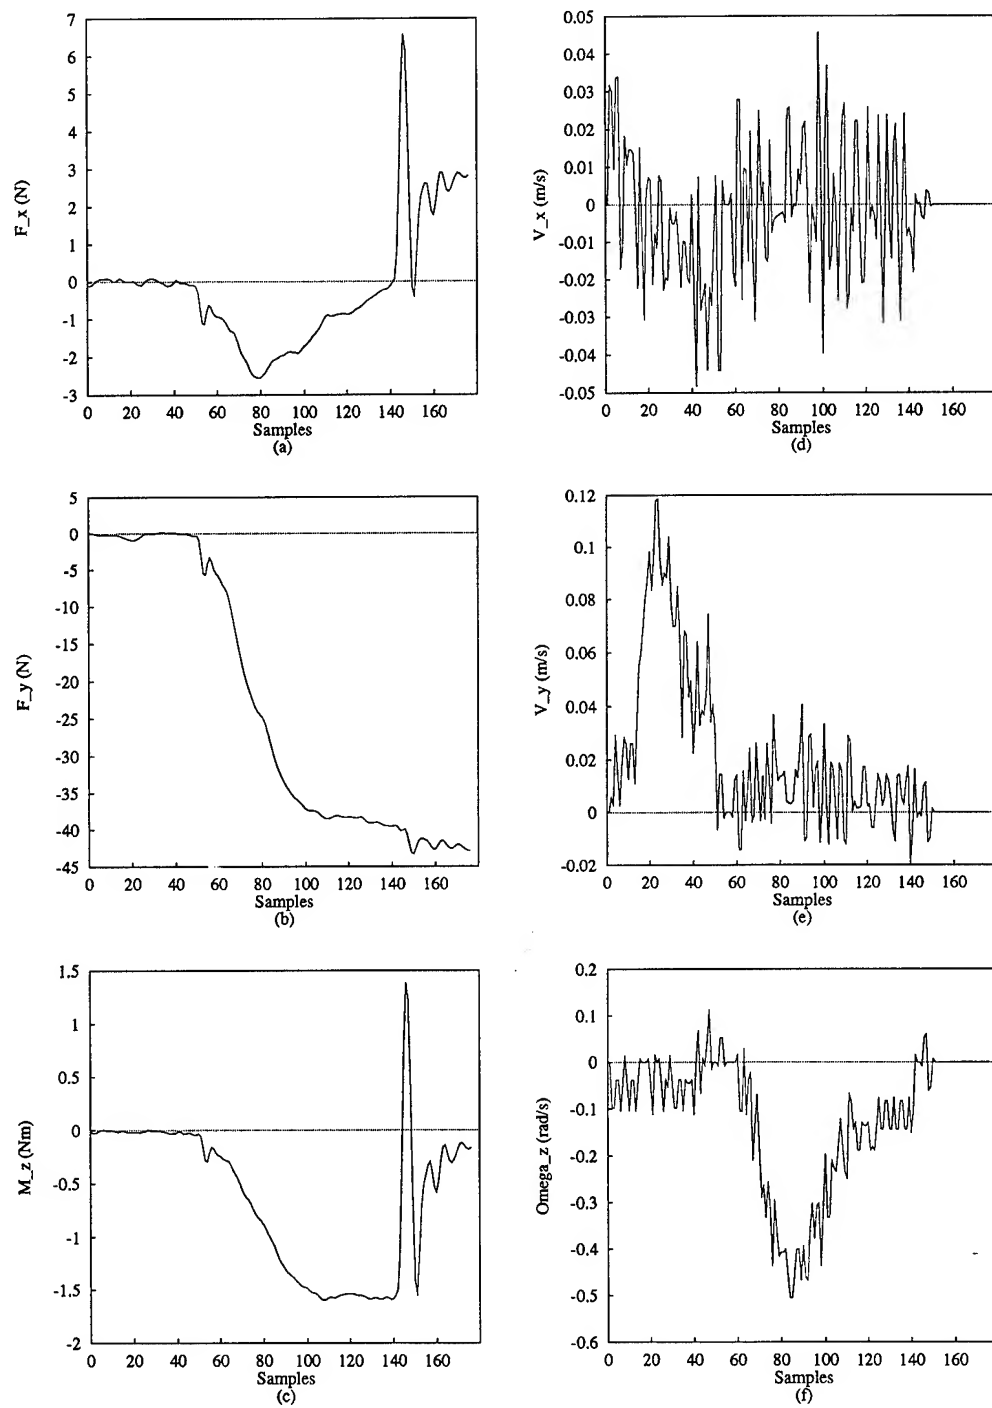 7
6
5
4
3
2
1
0
-1
-2
-3
F_x (N)
0 20 40 60 80 100 120 140 160
Samples
(a)
0.05
0.04
0.03
0.02
0.01
0
-0.01
-0.02
-0.03
-0.04
-0.05
V_x (m/s)
0 20 40 60 80 100 120 140 160
Samples
(d)
5
0
-5
-10
-15
-20
-25
-30
-35
-40
-45
F_y (N)
0 20 40 60 80 100 120 140 160
Samples
(b)
0.12
0.1
0.08
0.06
0.04
0.02
0
-0.02
V_y (m/s)
0 20 40 60 80 100 120 140 160
Samples
(e)
1.5
1
0.5
0
-0.5
-1
-1.5
-2
M_z (Nm)
0 20 40 60 80 100 120 140 160
Samples
(c)
0.2
0.1
0
-0.1
-0.2
-0.3
-0.4
-0.5
-0.6
Omega_z (rad/s)
0 20 40 60 80 100 120 140 160
Samples
(f)